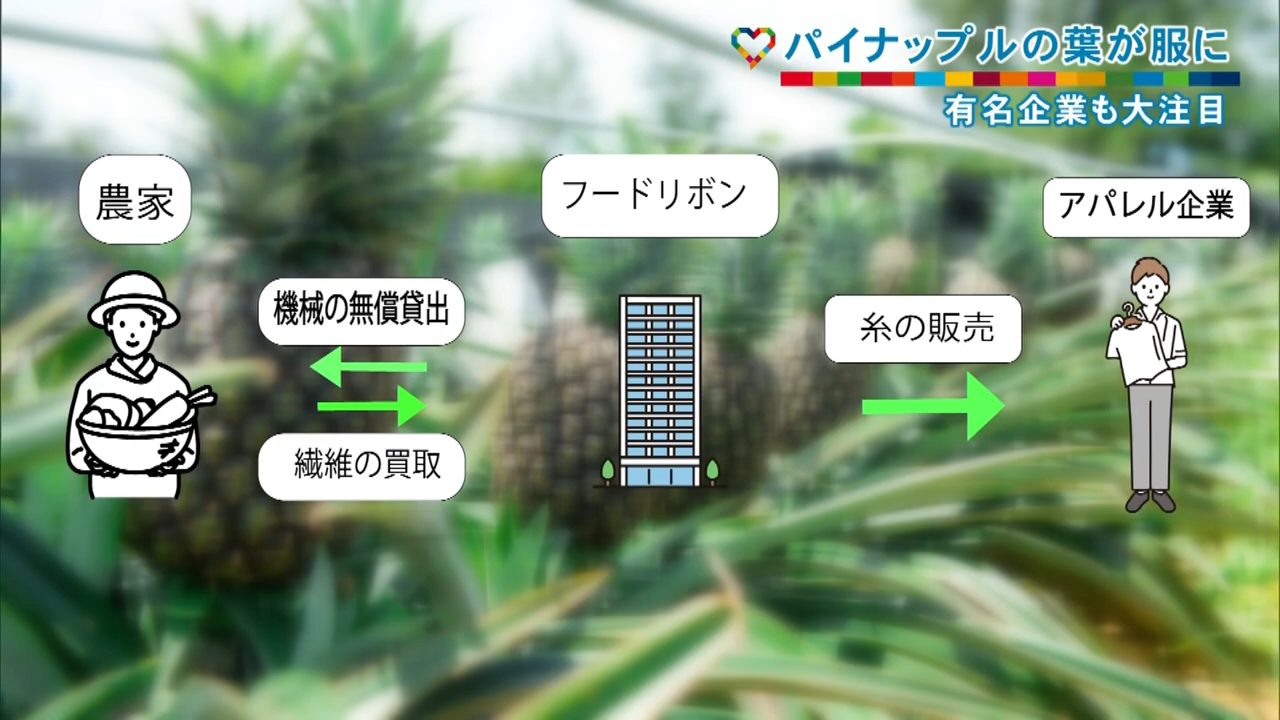 パイナップルの葉が服に
有名企業も大注目
農家
フードリボン
アパレル企業
機械の無償貸出
糸の販売
繊維の買取